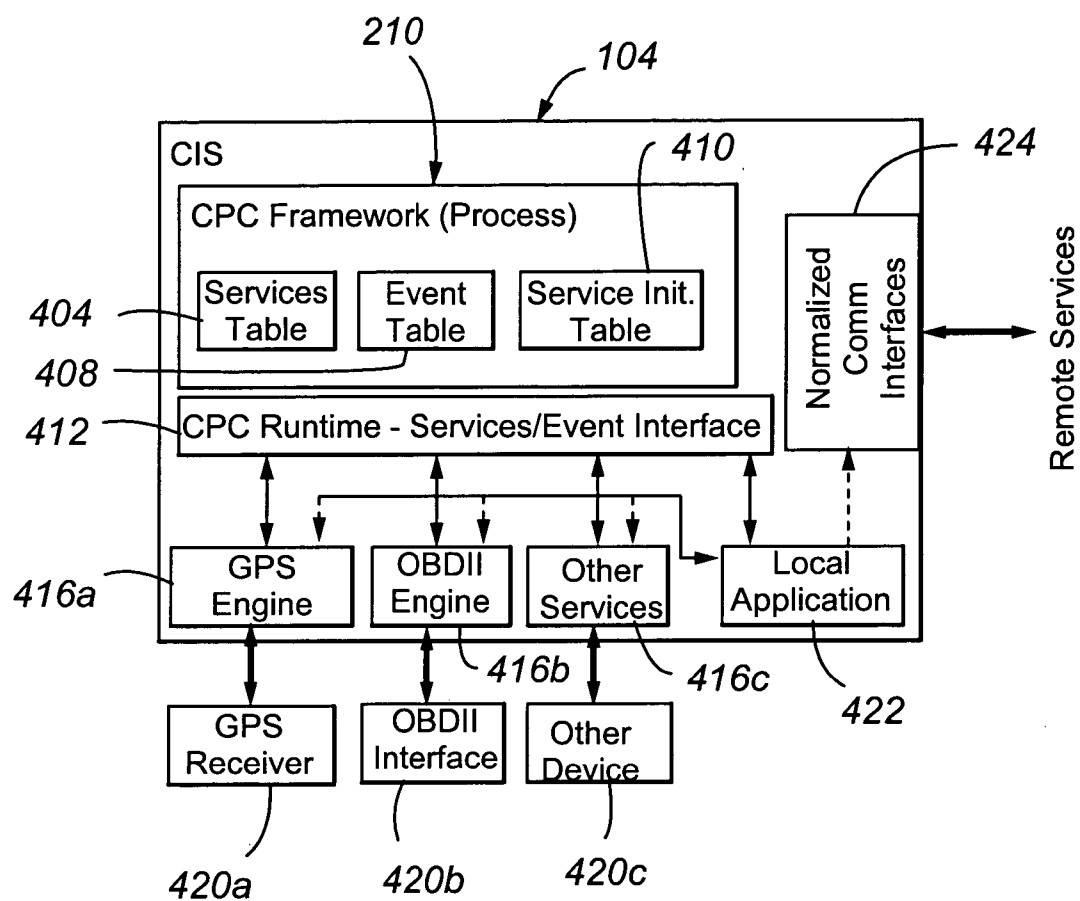 210
104
CIS
410
424
CPC Framework (Process)
Services
Table
Event
Table
Service Init.
Table
404
408
Normalized
Comm
Interfaces
Remote Services
412
CPC Runtime - Services/Event Interface
GPS
Engine
OBDII
Engine
Other
Services
Local
Application
416a
416b
416c
422
GPS
Receiver
OBDII
Interface
Other
Device
420a
420b
420c